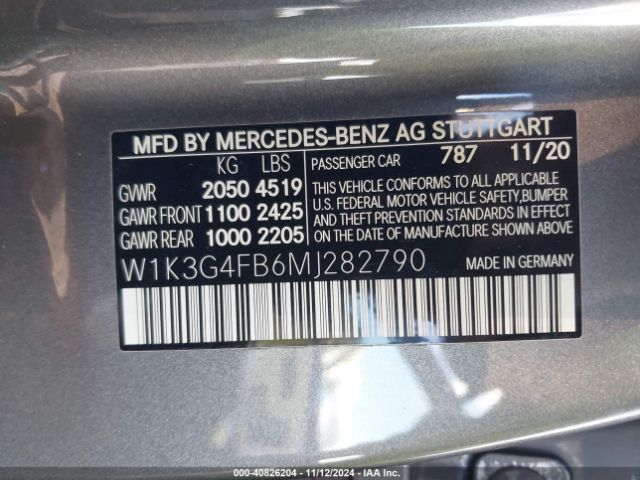 MFD BY MERCEDES-BENZ AG STUTTGART
KG LBS PASSENGER CAR 787 11/20
GVWR 2050 4519
GAWR FRONT 1100 2425
GAWR REAR 1000 2205
THIS VEHICLE CONFORMS TO ALL APPLICABLE
U.S. FEDERAL MOTOR VEHICLE SAFETY,BUMPER
AND THEFT PREVENTION STANDARDS IN EFFECT
ON THE DATE OF MANUFACTURE SHOWN ABOVE
W1K3G4FB6MJ282790 MADE IN GERMANY
000-40826204 - 11/12/2024 - IAA Inc.